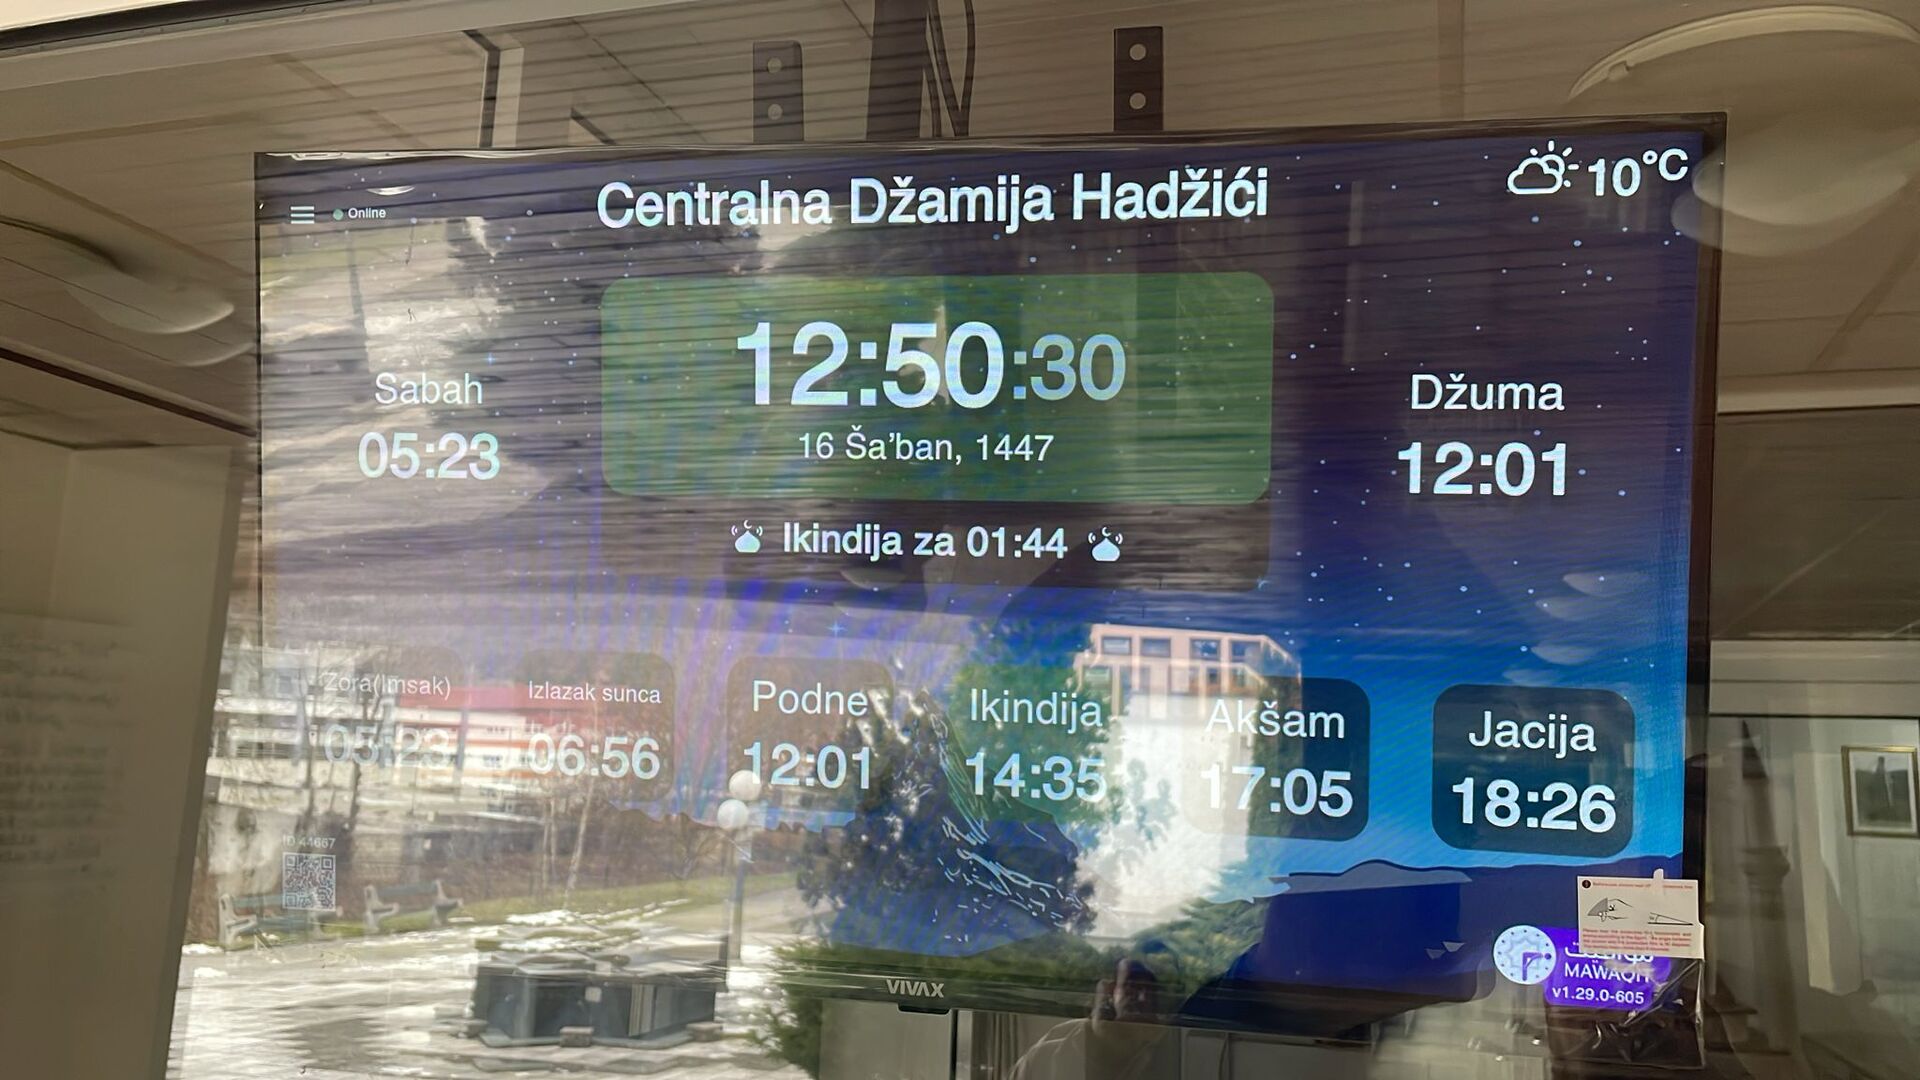 Online
Centralna Džamija Hadžići
10°C
12:50:30
16 Ša'ban, 1447
Sabah
05:23
Džuma
12:01
Ikindija za 01:44
Zora(Imsak)
05:23
Izlazak sunca
06:56
Podne
12:01
Ikindija
14:35
Akšam
17:05
Jacija
18:26
ID 44667
MAWAQIT
v1.29.0-605
VIVAX